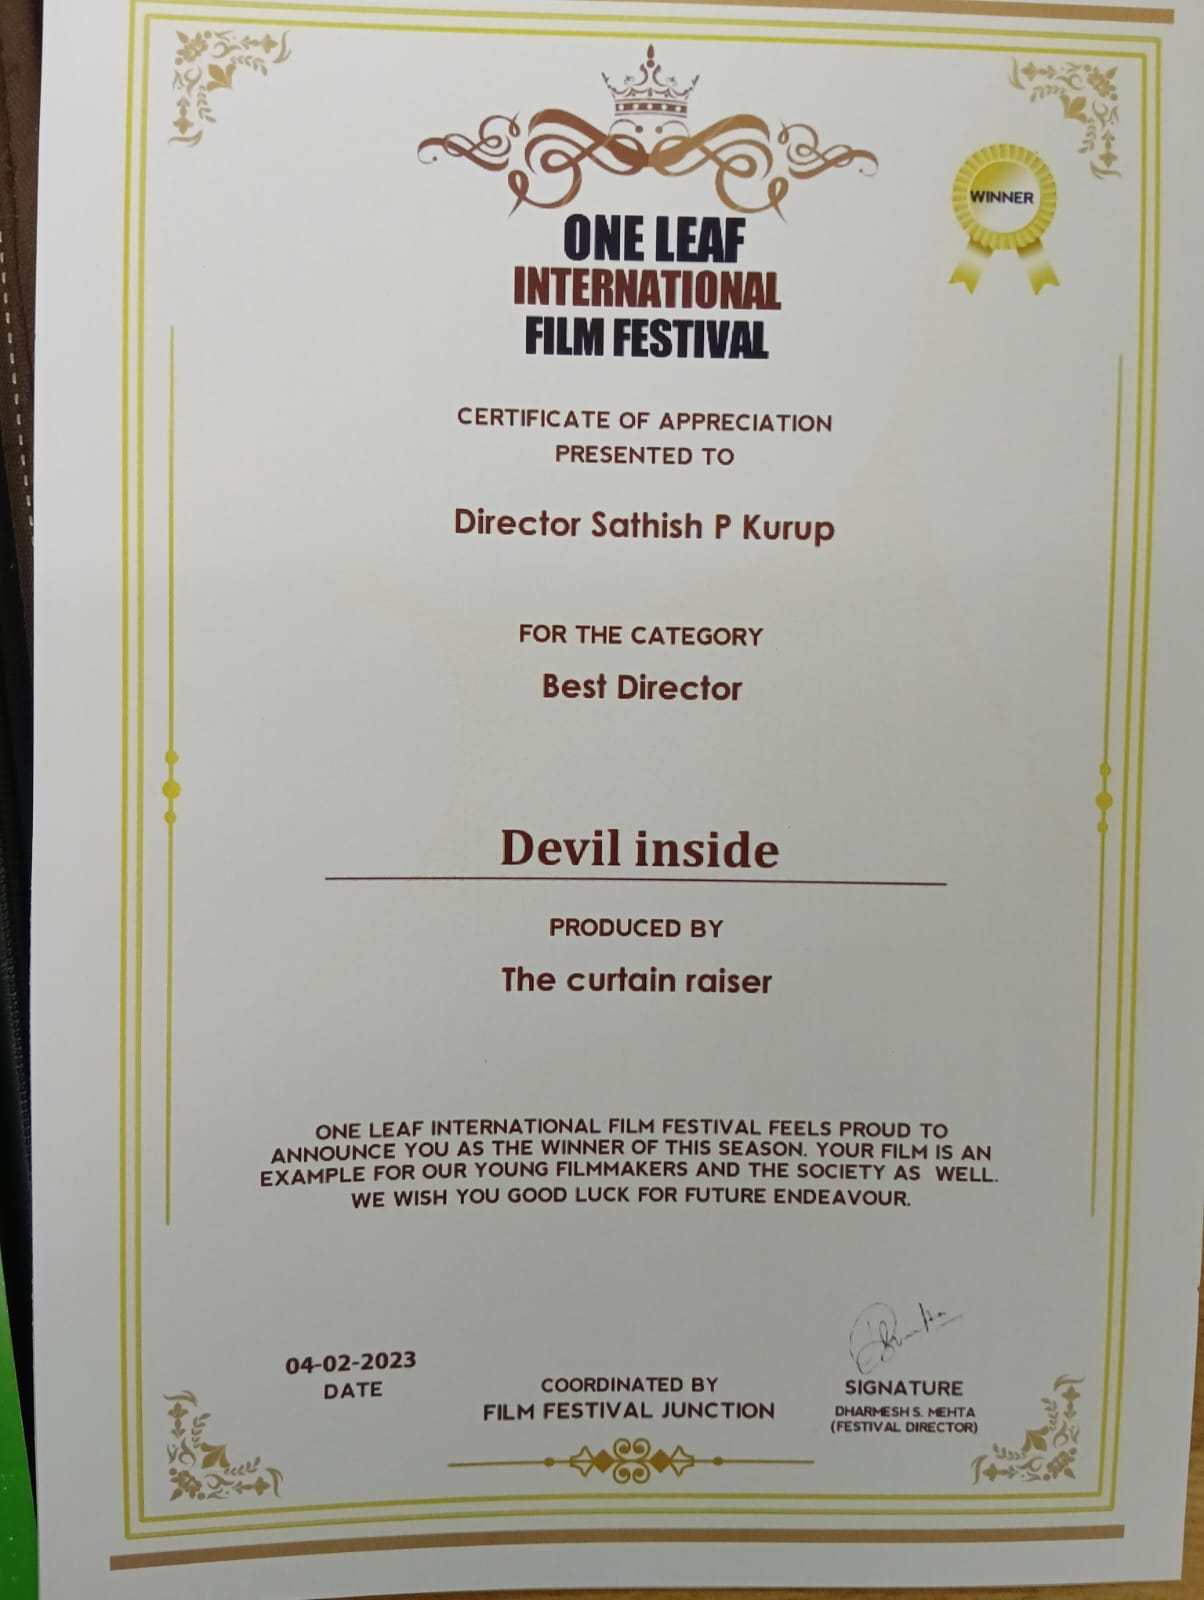 WINNER
ONE LEAF
INTERNATIONAL
FILM FESTIVAL
CERTIFICATE OF APPRECIATION
PRESENTED TO
Director Sathish P Kurup
FOR THE CATEGORY
Best Director
Devil inside
PRODUCED BY
The curtain raiser
ONE LEAF INTERNATIONAL FILM FESTIVAL FEELS PROUD TO
ANNOUNCE YOU AS THE WINNER OF THIS SEASON. YOUR FILM IS AN
EXAMPLE FOR OUR YOUNG FILMMAKERS AND THE SOCIETY AS WELL.
WE WISH YOU GOOD LUCK FOR FUTURE ENDEAVOUR.
04-02-2023
DATE
COORDINATED BY
FILM FESTIVAL JUNCTION
SIGNATURE
DHARMESH S. MEHTA
(FESTIVAL DIRECTOR)